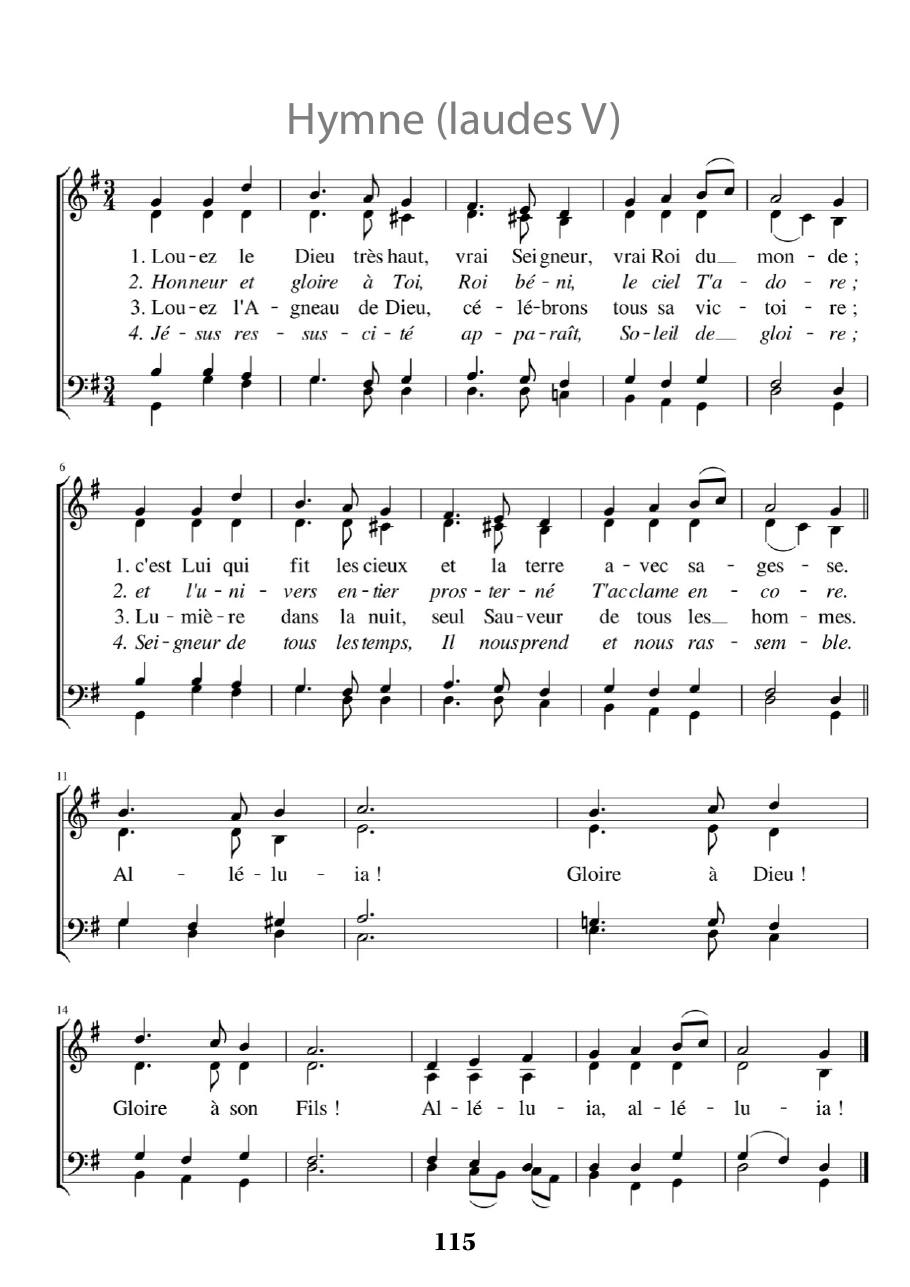 Hymne (laudes V)
1. Lou-ez le Dieu très haut, vrai Seigneur, vrai Roi du__ mon - de ;
2. Honneur et gloire à Toi, Roi bé-ni, le ciel T'a - do - re ;
3. Lou-ez l'A - gneau de Dieu, cé-lé-brons tous sa vic - toi - re ;
4. Jé - sus res - sus - ci - té ap - pa-raît, So-leil de__ gloi - re ;
6
1. c'est Lui qui fit les cieux et la terre a - vec sa - ges - se.
2. et l'u - ni - vers en-tier pros-ter-né T'acclame en - co - re.
3. Lu - miè - re dans la nuit, seul Sau-veur de tous les__ hom - mes.
4. Sei-gneur de tous les temps, Il nous prend et nous ras - sem - ble.
11
Al - lé-lu - ia ! Gloire à Dieu !
14
Gloire à son Fils ! Al - lé - lu - ia, al - lé - lu - ia !
115